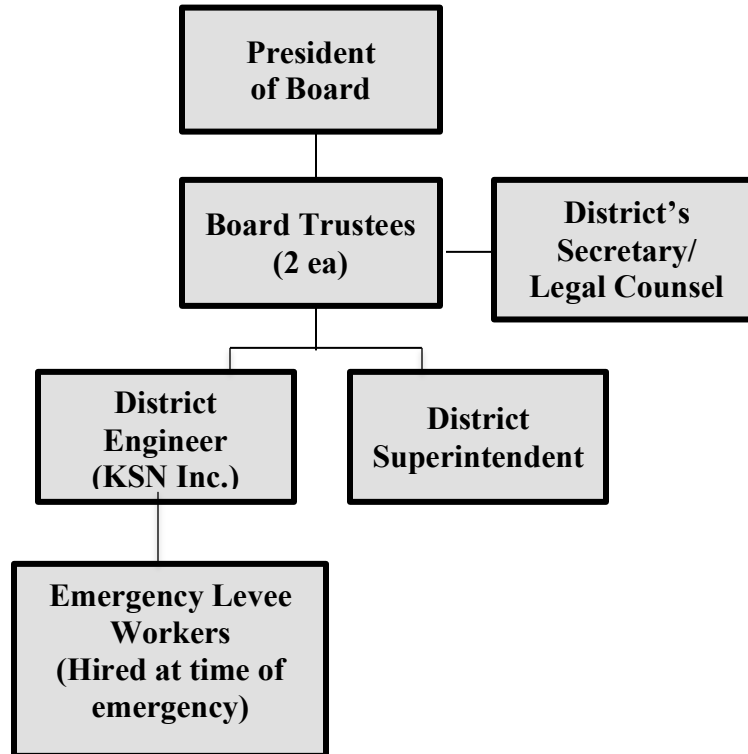 President
of Board
Board Trustees
(2 ea)
District’s
Secretary/
Legal Counsel
District
Engineer
(KSN Inc.)
District
Superintendent
Emergency Levee
Workers
(Hired at time of
emergency)